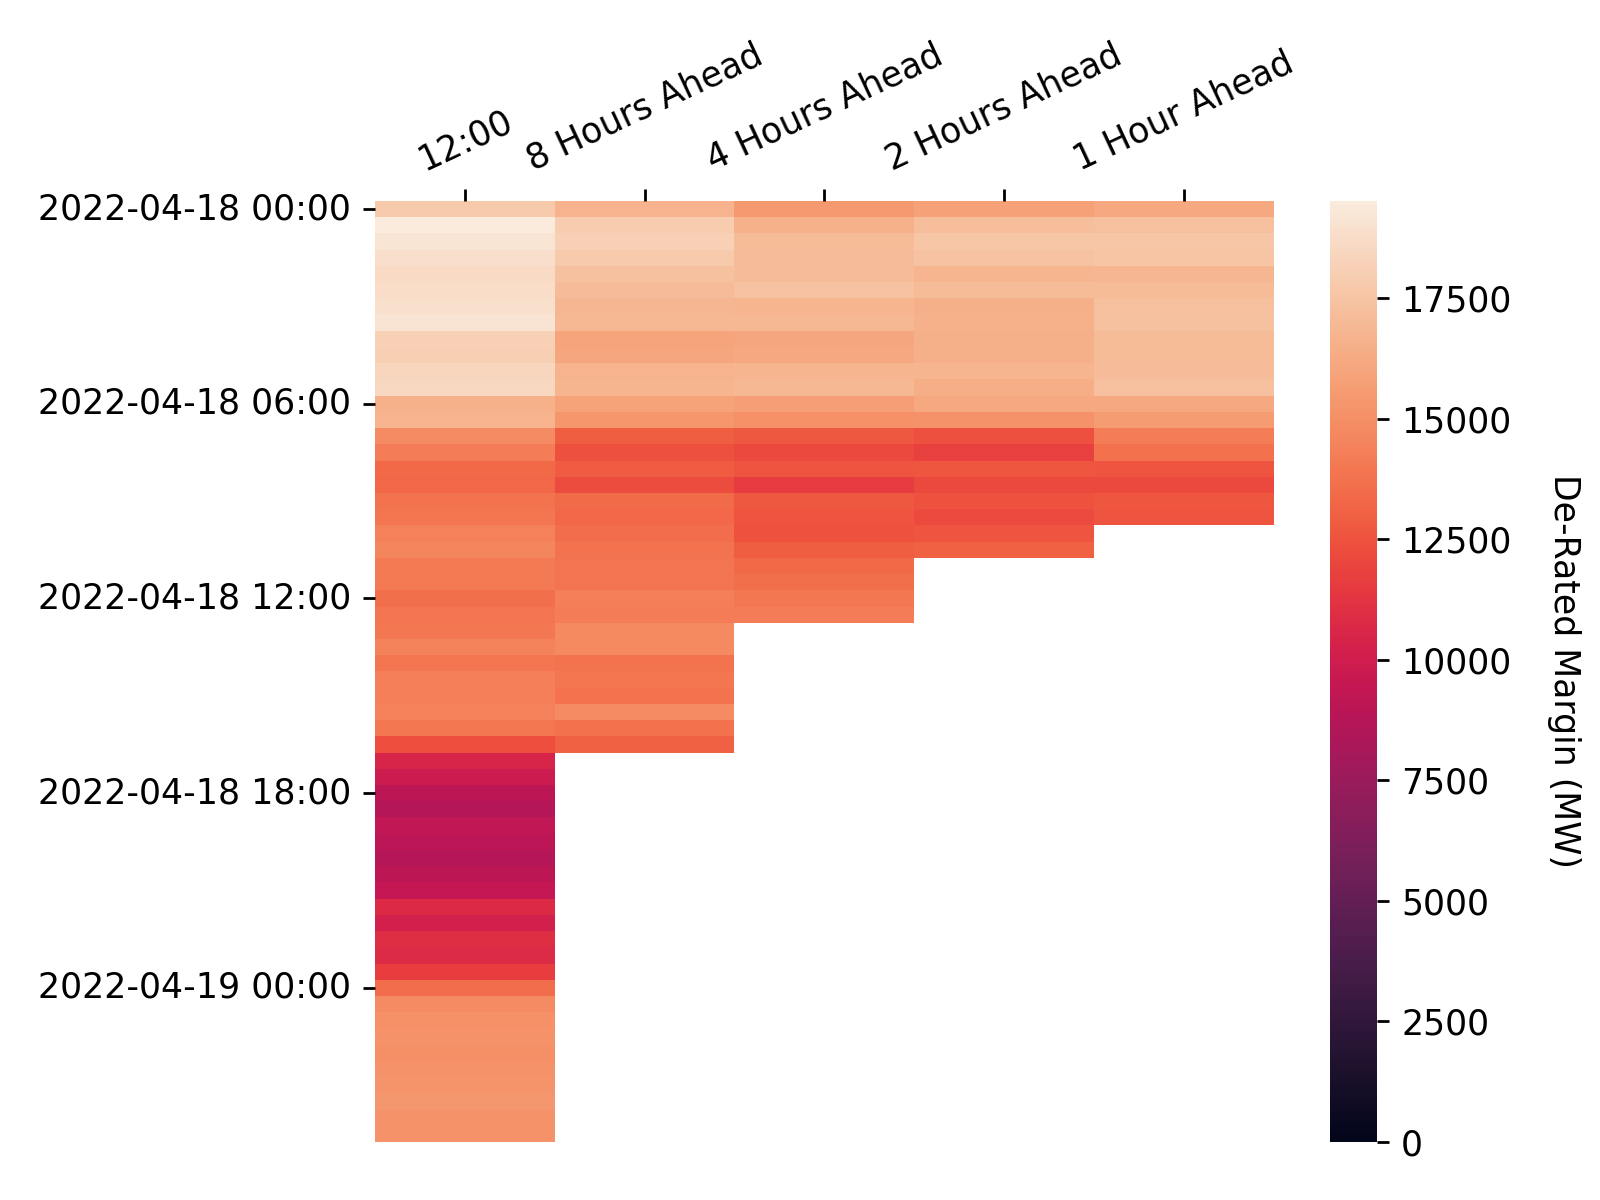 12:00
8 Hours Ahead
4 Hours Ahead
2 Hours Ahead
1 Hour Ahead
2022-04-18 00:00
2022-04-18 06:00
2022-04-18 12:00
2022-04-18 18:00
2022-04-19 00:00
17500
15000
12500
10000
7500
5000
2500
0
De-Rated Margin (MW)